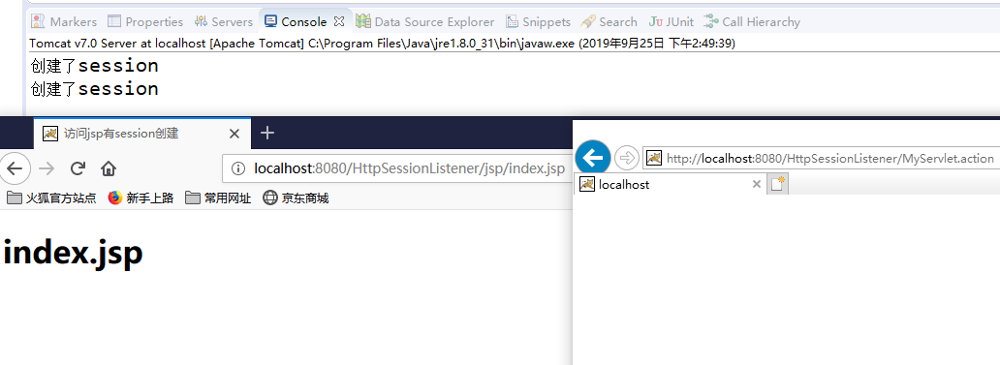 Markers Properties Servers Console Data Source Explorer Snippets Search JUnit Call Hierarchy
Tomcat v7.0 Server at localhost [Apache Tomcat] C:\Program Files\Java\jre1.8.0_31\bin\javaw.exe (2019年9月25日 下午2:49:39)
创建了session
创建了session
访问jsp有session创建
localhost:8080/HttpSessionListener/jsp/index.jsp
火狐官方站点 新手上路 常用网址 京东商城
index.jsp
http://localhost:8080/HttpSessionListener/MyServlet.action
localhost